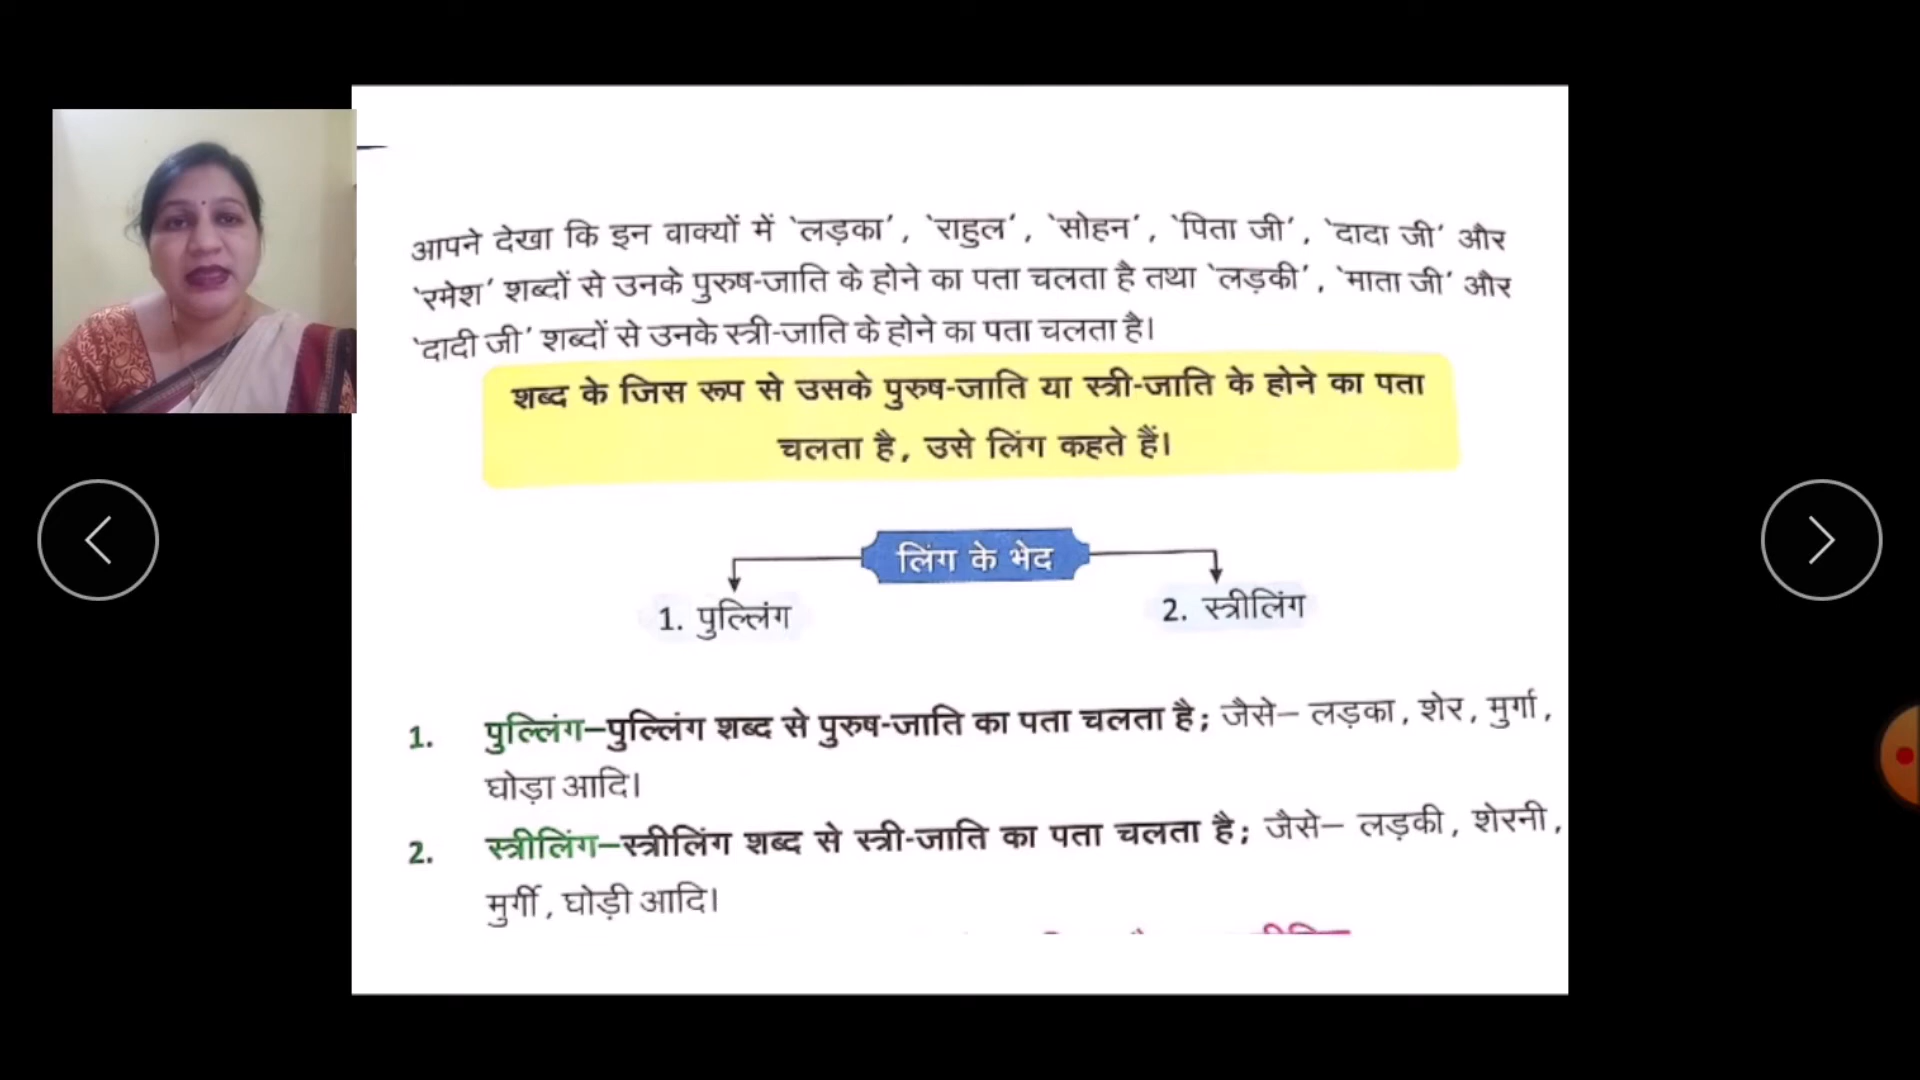 आपने देखा कि इन वाक्यों में ‘लड़का’, ‘राहुल’, ‘सोहन’, ‘पिता जी’, ‘दादा जी’ और
‘रमेश’ शब्दों से उनके पुरुष-जाति के होने का पता चलता है तथा ‘लड़की’, ‘माता जी’ और
‘दादी जी’ शब्दों से उनके स्त्री-जाति के होने का पता चलता है।
शब्द के जिस रूप से उसके पुरुष-जाति या स्त्री-जाति के होने का पता
चलता है, उसे लिंग कहते हैं।
लिंग के भेद
1. पुल्लिंग
2. स्त्रीलिंग
1. पुल्लिंग–पुल्लिंग शब्द से पुरुष-जाति का पता चलता है; जैसे– लड़का, शेर, मुर्गा,
घोड़ा आदि।
2. स्त्रीलिंग–स्त्रीलिंग शब्द से स्त्री-जाति का पता चलता है; जैसे– लड़की, शेरनी,
मुर्गी, घोड़ी आदि।